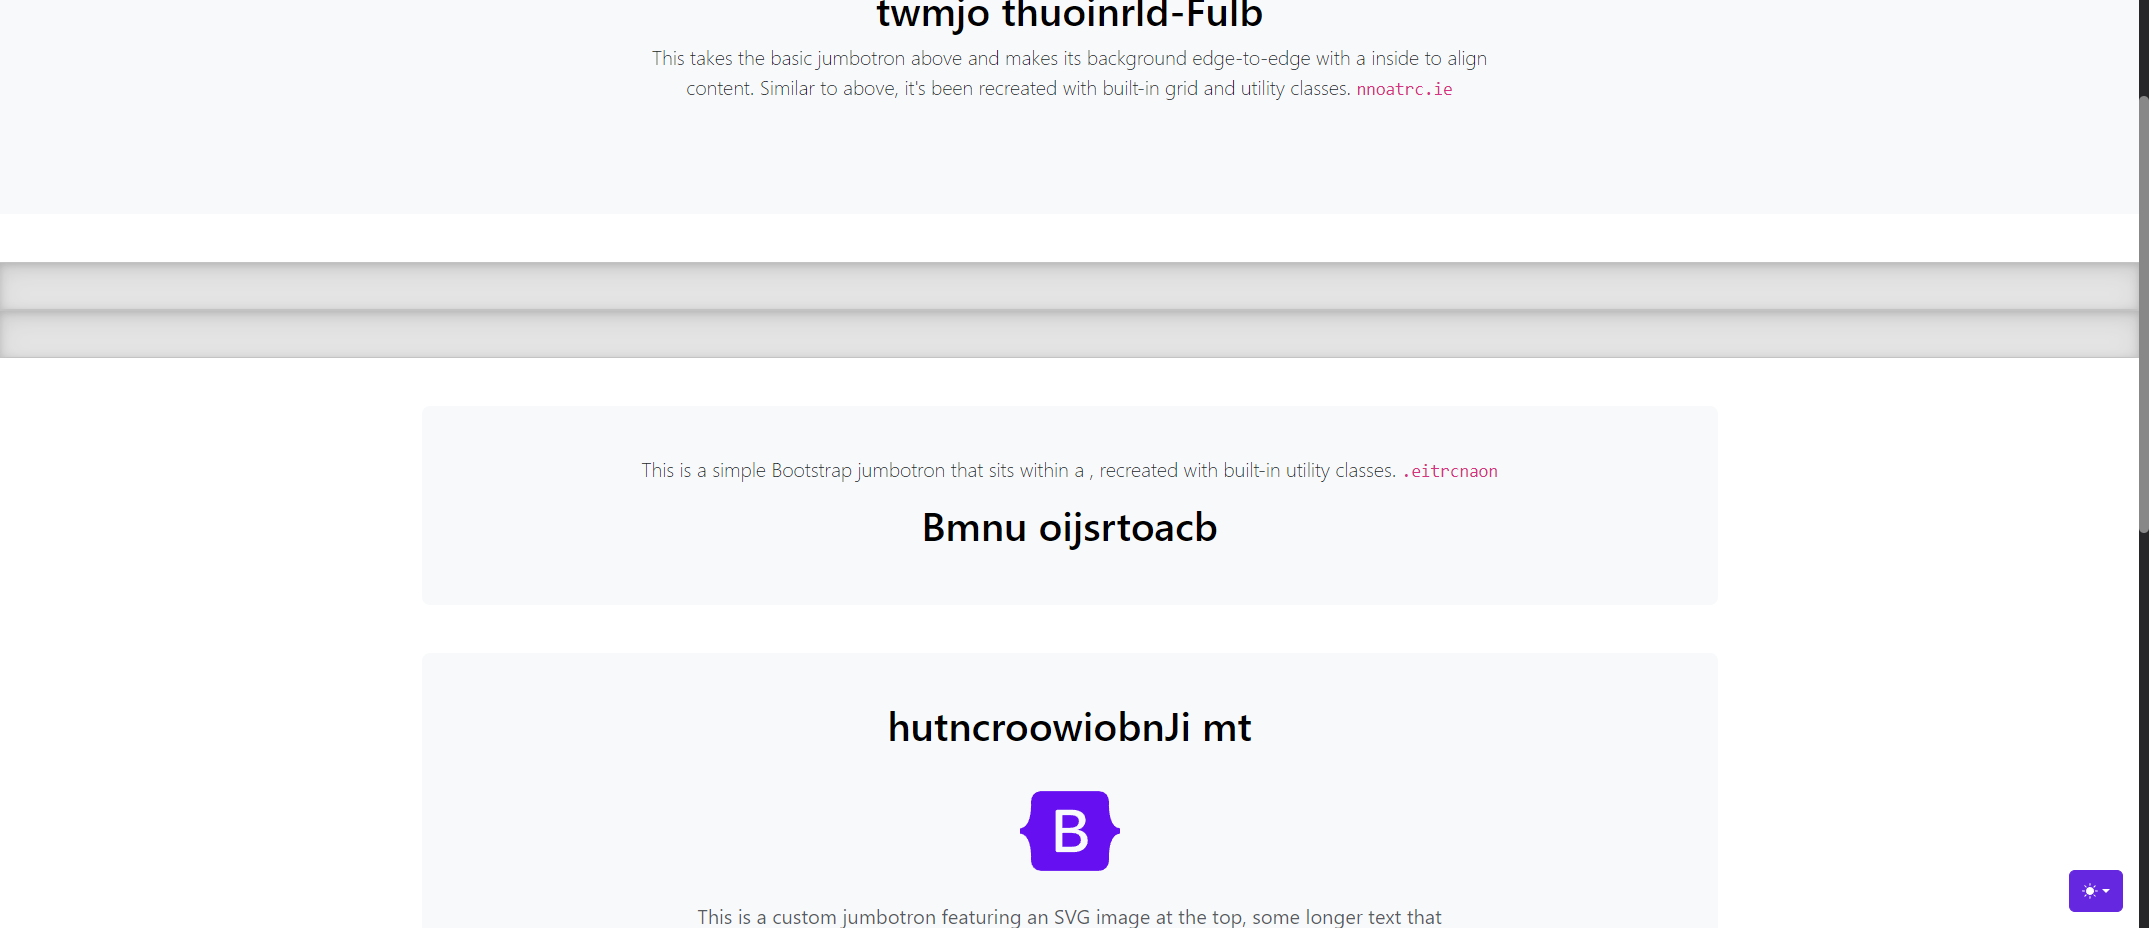 twmjo thuoinrld-Fulb
This takes the basic jumbotron above and makes its background edge-to-edge with a inside to align
content. Similar to above, it's been recreated with built-in grid and utility classes. nnoatrc.ie
This is a simple Bootstrap jumbotron that sits within a , recreated with built-in utility classes. .eitrcnaon
Bmnu oijsrtoacb
hutncroowiobnJi mt
B
This is a custom jumbotron featuring an SVG image at the top, some longer text that